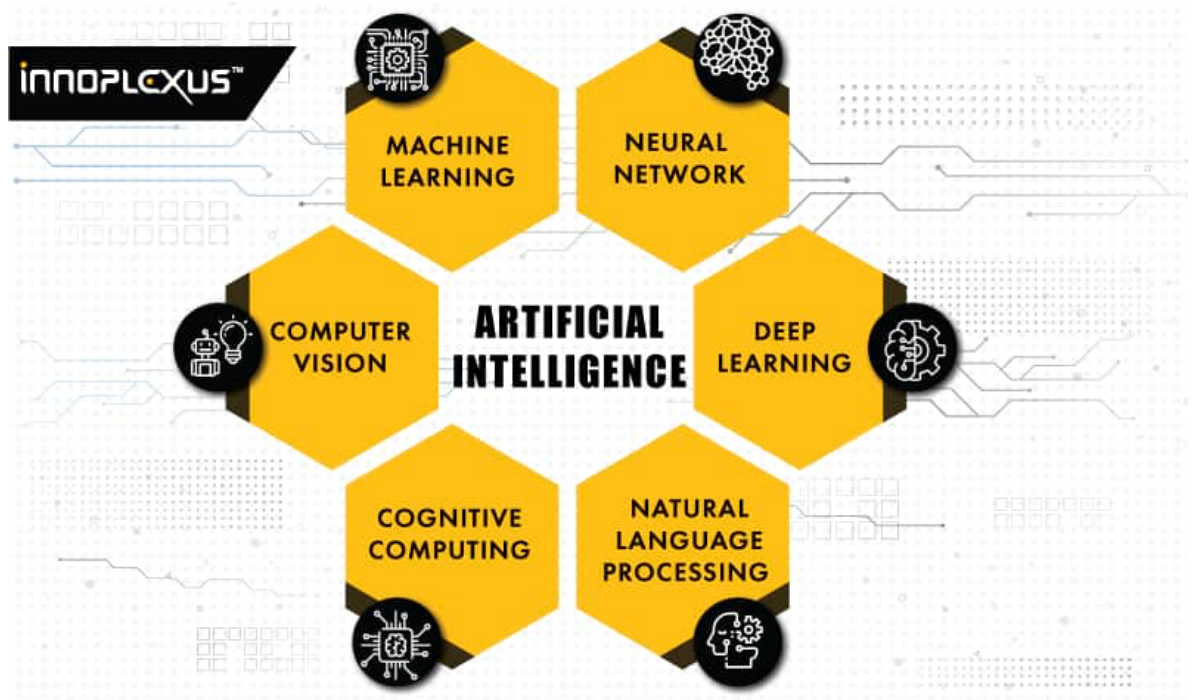 INNOPLEXUS™
MACHINE
LEARNING
NEURAL
NETWORK
COMPUTER
VISION
ARTIFICIAL
INTELLIGENCE
DEEP
LEARNING
COGNITIVE
COMPUTING
NATURAL
LANGUAGE
PROCESSING